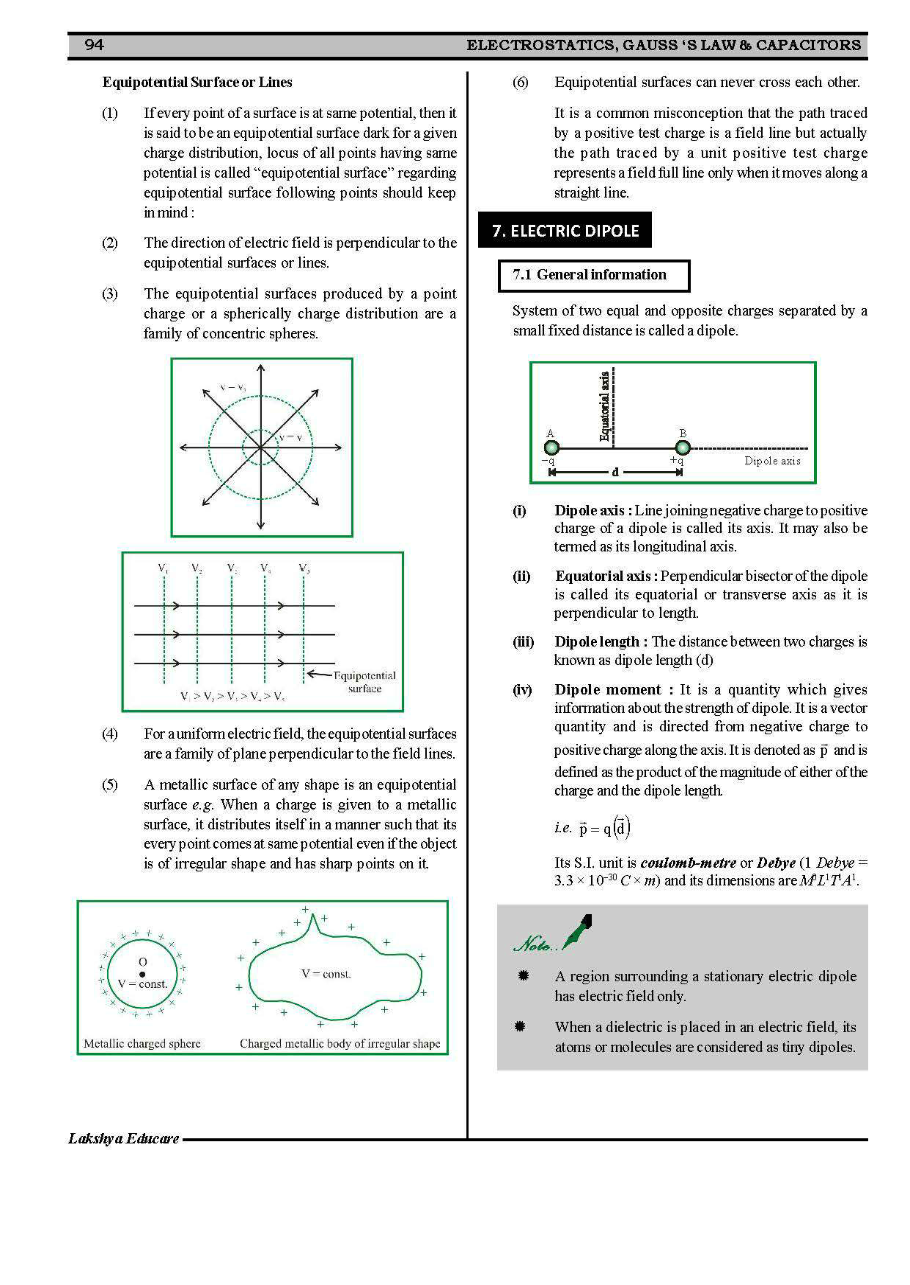 94
ELECTROSTATICS, GAUSS ‘S LAW & CAPACITORS
Equipotential Surface or Lines
(1) If every point of a surface is at same potential, then it
is said to be an equipotential surface dark for a given
charge distribution, locus of all points having same
potential is called “equipotential surface” regarding
equipotential surface following points should keep
in mind :
(2) The direction of electric field is perpendicular to the
equipotential surfaces or lines.
(3) The equipotential surfaces produced by a point
charge or a spherically charge distribution are a
family of concentric spheres.
V = V
V = V
V₁ V₂ V₃ V₄ V₅
Equipotential
surface
V₁ > V₂ > V₃ > V₄ > V₅
(4) For a uniform electric field, the equipotential surfaces
are a family of plane perpendicular to the field lines.
(5) A metallic surface of any shape is an equipotential
surface e.g. When a charge is given to a metallic
surface, it distributes itself in a manner such that its
every point comes at same potential even if the object
is of irregular shape and has sharp points on it.
O
V = const.
V = const.
Metallic charged sphere
Charged metallic body of irregular shape
(6) Equipotential surfaces can never cross each other.
It is a common misconception that the path traced
by a positive test charge is a field line but actually
the path traced by a unit positive test charge
represents a field full line only when it moves along a
straight line.
7. ELECTRIC DIPOLE
7.1 General information
System of two equal and opposite charges separated by a
small fixed distance is called a dipole.
Equatorial axis
A B
–q +q Dipole axis
d
(i) Dipole axis : Line joining negative charge to positive
charge of a dipole is called its axis. It may also be
termed as its longitudinal axis.
(ii) Equatorial axis : Perpendicular bisector of the dipole
is called its equatorial or transverse axis as it is
perpendicular to length.
(iii) Dipole length : The distance between two charges is
known as dipole length (d)
(iv) Dipole moment : It is a quantity which gives
information about the strength of dipole. It is a vector
quantity and is directed from negative charge to
positive charge along the axis. It is denoted as p⃗ and is
defined as the product of the magnitude of either of the
charge and the dipole length.
i.e. p⃗ = q(d⃗)
Its S.I. unit is coulomb-metre or Debye (1 Debye =
3.3 × 10⁻³⁰ C × m) and its dimensions are M⁰L¹T¹A¹.
Note..
A region surrounding a stationary electric dipole
has electric field only.
When a dielectric is placed in an electric field, its
atoms or molecules are considered as tiny dipoles.
Lakshya Educare